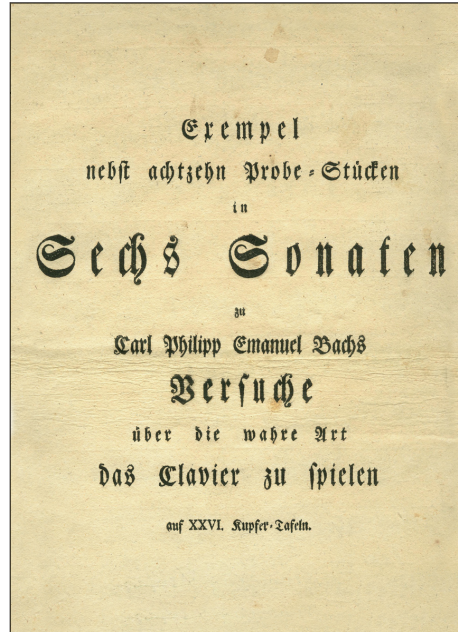 Exempel
nebst achtzehn Probe-Stücken
in
Sechs Sonaten
zu
Carl Philipp Emanuel Bachs
Versuche
über die wahre Art
das Clavier zu spielen
auf XXVI. Kupfer-Tafeln.